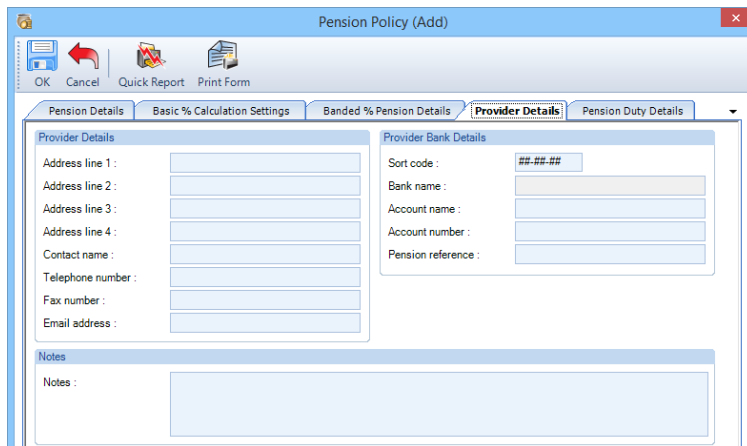 Pension Policy (Add)
OK Cancel Quick Report Print Form
Pension Details Basic % Calculation Settings Banded % Pension Details Provider Details Pension Duty Details
Provider Details
Address line 1 :
Address line 2 :
Address line 3 :
Address line 4 :
Contact name :
Telephone number :
Fax number :
Email address :
Provider Bank Details
Sort code : ##-##-##
Bank name :
Account name :
Account number :
Pension reference :
Notes
Notes :